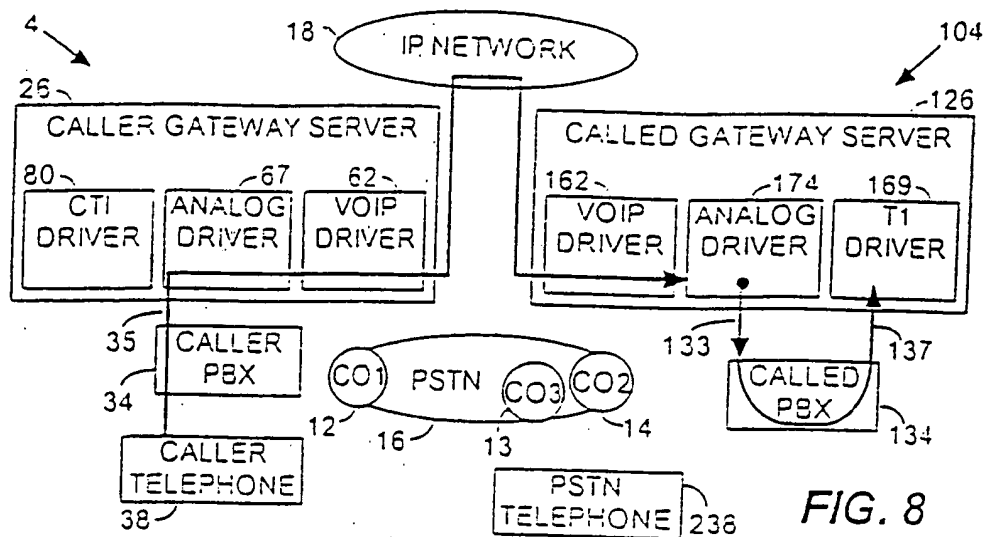 4
18
IP NETWORK
104
26
CALLER GATEWAY SERVER
80
CTI
DRIVER
67
ANALOG
DRIVER
62
VOIP
DRIVER
126
CALLED GATEWAY SERVER
162
VOIP
DRIVER
174
ANALOG
DRIVER
169
T1
DRIVER
35
CALLER
PBX
34
CO1
PSTN
CO3
CO2
12
16
13
14
133
137
CALLED
PBX
134
CALLER
TELEPHONE
38
PSTN
TELEPHONE
238
FIG. 8